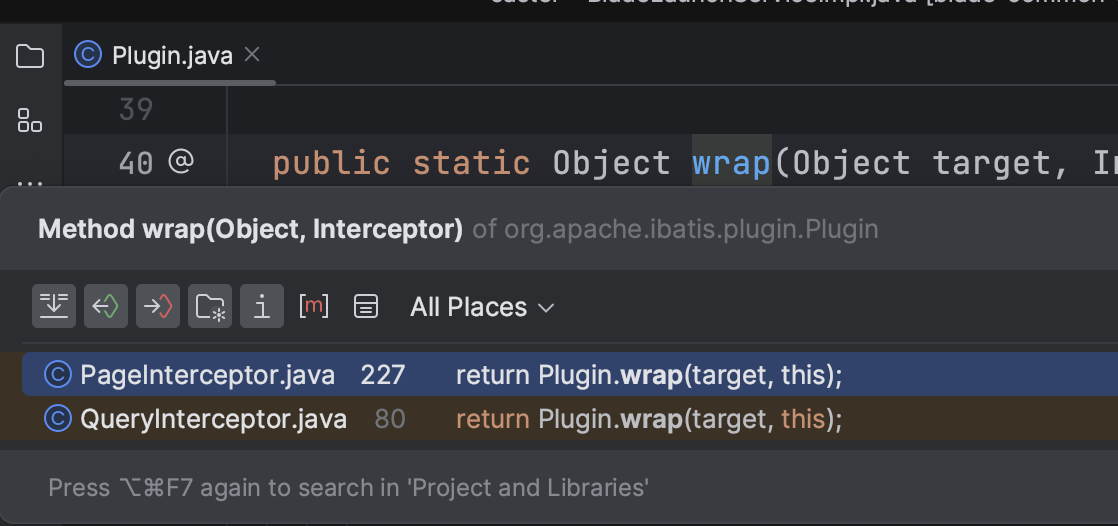 Plugin.java
39
40 @ public static Object wrap(Object target,
Method wrap(Object, Interceptor) of org.apache.ibatis.plugin.Plugin
All Places
PageInterceptor.java 227 return Plugin.wrap(target, this);
QueryInterceptor.java 80 return Plugin.wrap(target, this);
Press ⌥⌘F7 again to search in 'Project and Libraries'